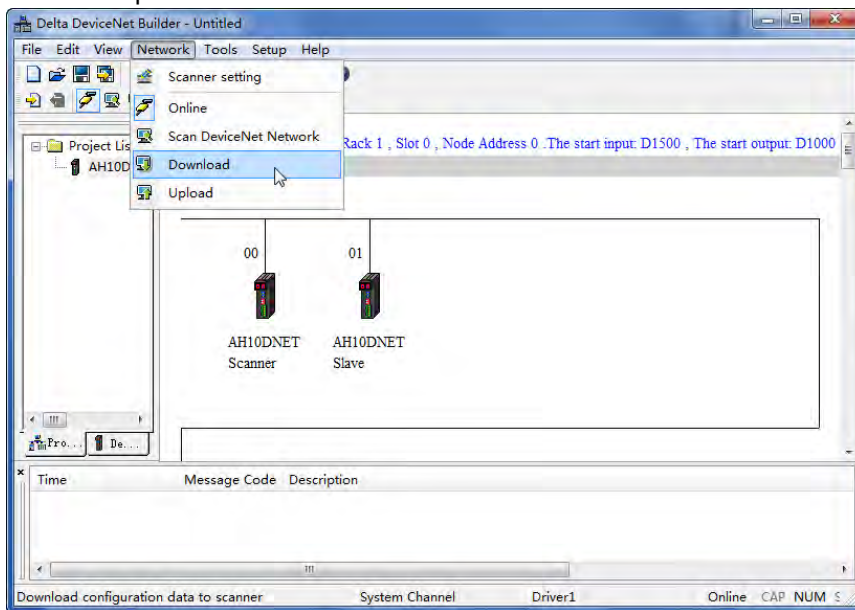 Delta DeviceNet Builder - Untitled
File Edit View Network Tools Setup Help
Scanner setting
Online
Scan DeviceNet Network
Download
Upload
Project Lis
AH10D
Rack 1 , Slot 0 , Node Address 0 .The start input: D1500 , The start output: D1000
00 01
AH10DNET AH10DNET
Scanner Slave
Pro... De...
Time Message Code Description
Download configuration data to scanner System Channel Driver1 Online CAP NUM S